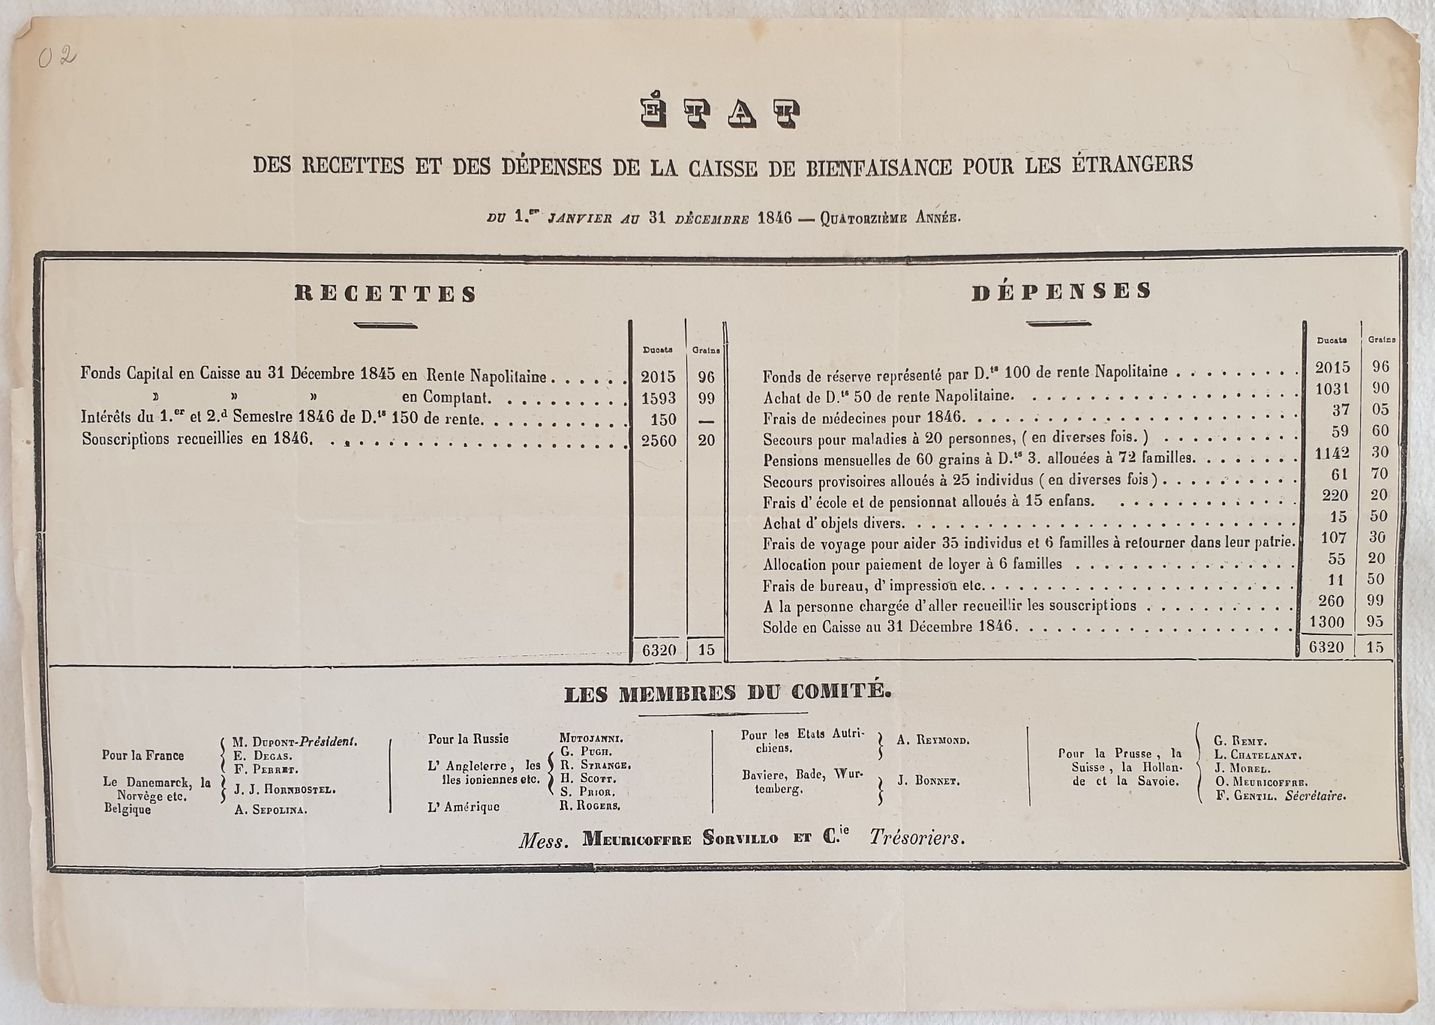 02
ÉTAT
DES RECETTES ET DES DÉPENSES DE LA CAISSE DE BIENFAISANCE POUR LES ÉTRANGERS
DU 1.er JANVIER AU 31 DÉCEMBRE 1846 — QUATORZIÈME ANNÉE.
RECETTES
Ducats Grains
Fonds Capital en Caisse au 31 Décembre 1845 en Rente Napolitaine . . . . . . 2015 96
» » » en Comptant. . . . . . . . . . 1593 99
Intérêts du 1.er et 2.d Semestre 1846 de D.ts 150 de rente. . . . . . . . . . 150 —
Souscriptions recueillies en 1846. . . . . . . . . . . . . . . . . . . . . . 2560 20
6320 15
DÉPENSES
Ducats Grains
Fonds de réserve représenté par D.ts 100 de rente Napolitaine . . . . . . . . . 2015 96
Achat de D.ts 50 de rente Napolitaine. . . . . . . . . . . . . . . . . . . . 1031 90
Frais de médecines pour 1846. . . . . . . . . . . . . . . . . . . . . . . . 37 05
Secours pour maladies à 20 personnes, ( en diverses fois. ) . . . . . . . . . . 59 60
Pensions mensuelles de 60 grains à D.ts 3. allouées à 72 familles. . . . . . . . 1142 30
Secours provisoires alloués à 25 individus ( en diverses fois ) . . . . . . . . . . 61 70
Frais d' école et de pensionnat alloués à 15 enfans. . . . . . . . . . . . . . 220 20
Achat d' objets divers. . . . . . . . . . . . . . . . . . . . . . . . . . . . 15 50
Frais de voyage pour aider 35 individus et 6 familles à retourner dans leur patrie. 107 30
Allocation pour paiement de loyer à 6 familles . . . . . . . . . . . . . . . . 55 20
Frais de bureau, d' impression etc. . . . . . . . . . . . . . . . . . . . . . . 11 50
A la personne chargée d' aller recueillir les souscriptions . . . . . . . . . . . 260 99
Solde en Caisse au 31 Décembre 1846. . . . . . . . . . . . . . . . . . . . 1300 95
6320 15
LES MEMBRES DU COMITÉ.
Pour la France
M. DUPONT-Président.
E. DEGAS.
F. PERRET.
Le Danemarck, la
Norvège etc.
J. J. HORNBOSTEL.
Belgique A. SEPOLINA.
Pour la Russie MUTOJANNI.
L' Angleterre , les
Iles ioniennes etc.
G. PUGH.
R. STRANGE.
H. SCOTT.
S. PRIOR.
L' Amérique R. ROGERS.
Pour les Etats Autri-
chiens.
A. REYMOND.
Baviere, Bade, Wur-
temberg.
J. BONNET.
Pour la Prusse , la
Suisse , la Hollan-
de et la Savoie.
G. REMY.
L. CHATELANAT.
J. MOREL.
O. MEURICOFFRE.
F. GENTIL. Sécrétaire.
Mess. MEURICOFFRE SORVILLO ET C.ie Trésoriers.